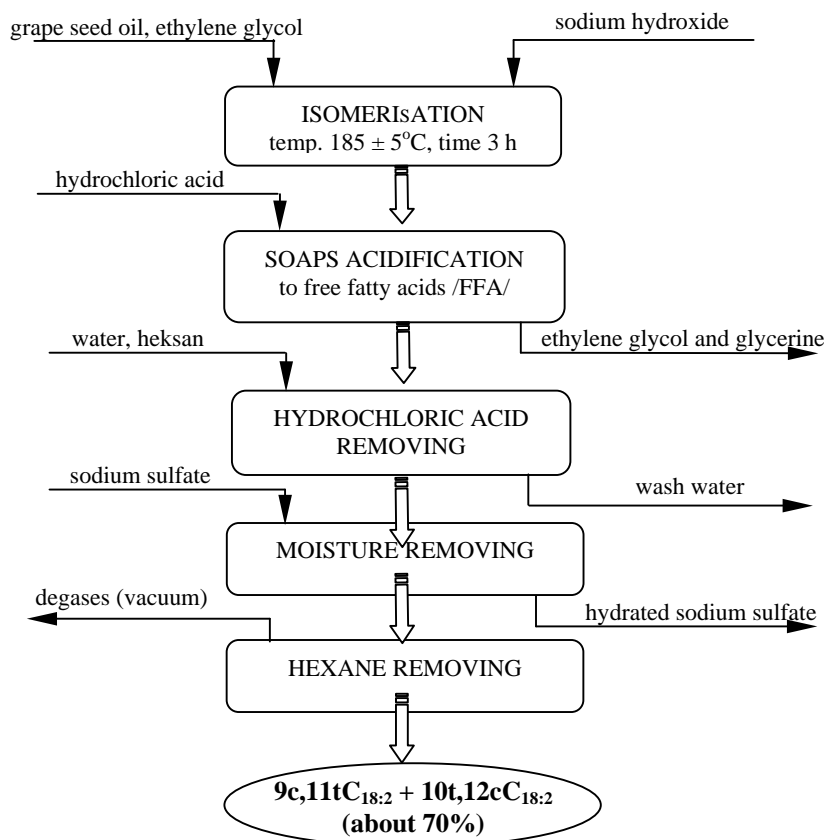 grape seed oil, ethylene glycol
sodium hydroxide
ISOMERIsATION
temp. 185 ± 5°C, time 3 h
hydrochloric acid
SOAPS ACIDIFICATION
to free fatty acids /FFA/
water, heksan
ethylene glycol and glycerine
HYDROCHLORIC ACID
REMOVING
sodium sulfate
wash water
MOISTURE REMOVING
degases (vacuum)
hydrated sodium sulfate
HEXANE REMOVING
9c,11tC18:2 + 10t,12cC18:2
(about 70%)